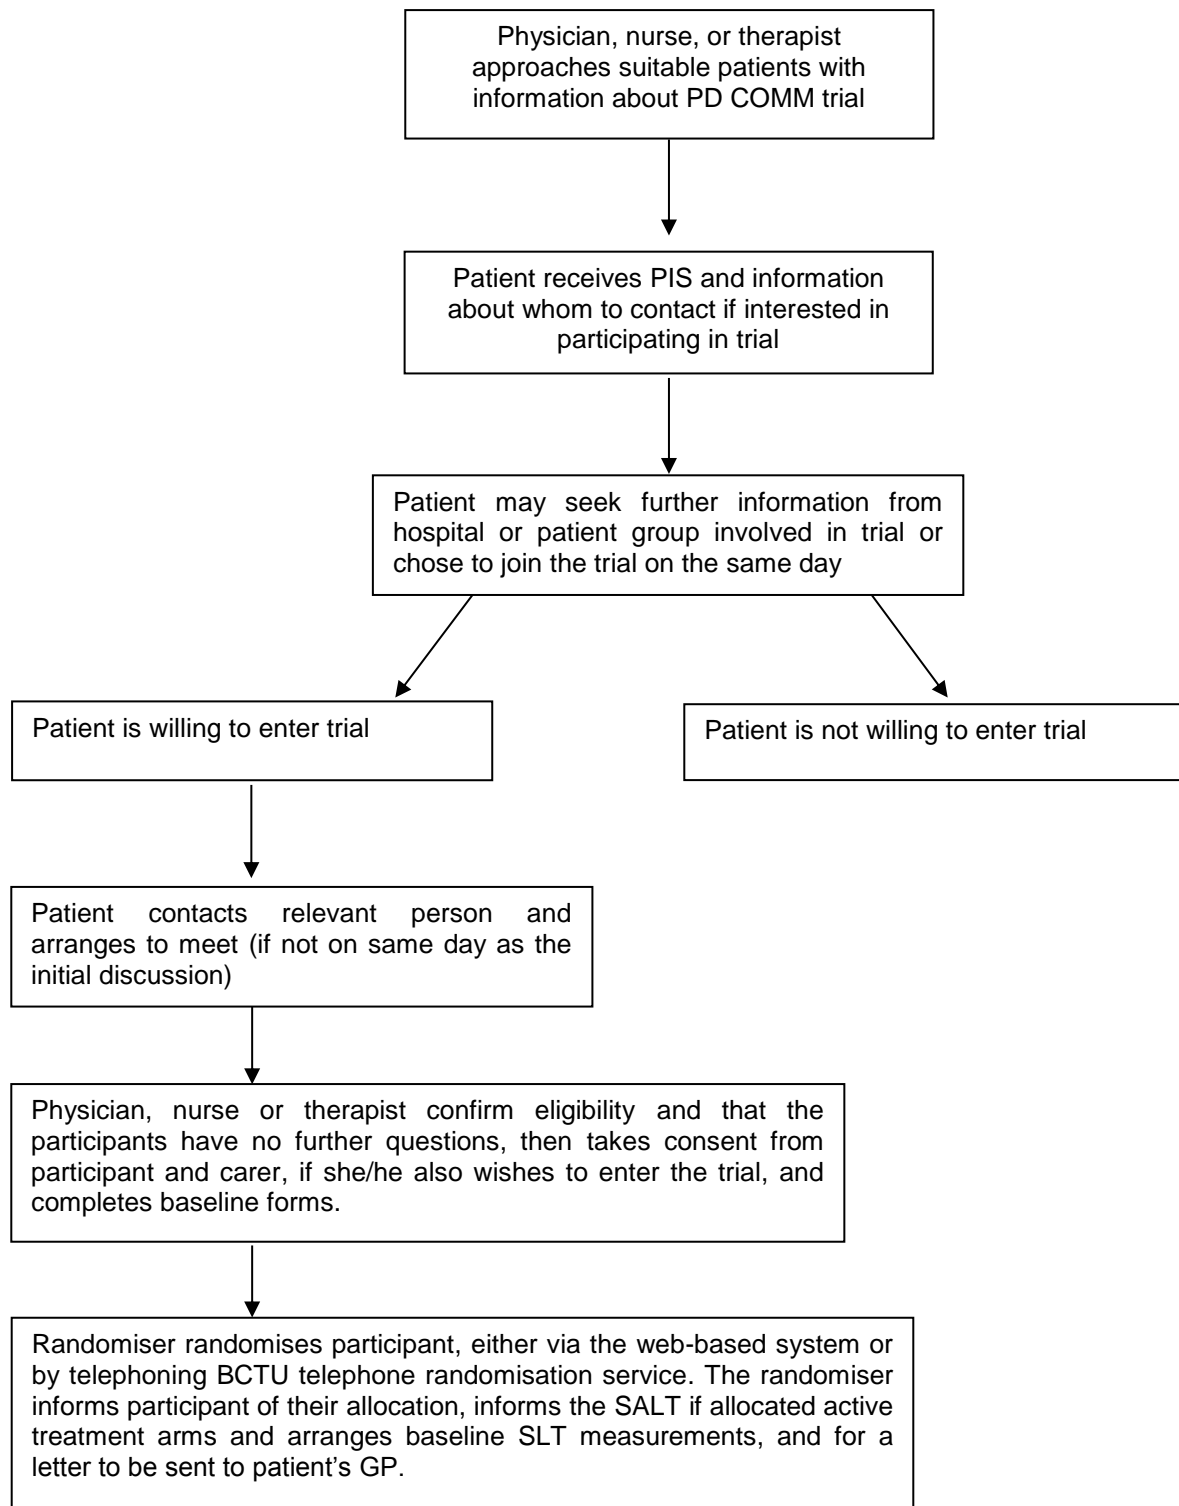 Physician, nurse, or therapist
approaches suitable patients with
information about PD COMM trial
Patient receives PIS and information
about whom to contact if interested in
participating in trial
Patient may seek further information from
hospital or patient group involved in trial or
chose to join the trial on the same day
Patient is willing to enter trial
Patient is not willing to enter trial
Patient contacts relevant person and
arranges to meet (if not on same day as the
initial discussion)
Physician, nurse or therapist confirm eligibility and that the
participants have no further questions, then takes consent from
participant and carer, if she/he also wishes to enter the trial, and
completes baseline forms.
Randomiser randomises participant, either via the web-based system or
by telephoning BCTU telephone randomisation service. The randomiser
informs participant of their allocation, informs the SALT if allocated active
treatment arms and arranges baseline SLT measurements, and for a
letter to be sent to patient's GP.